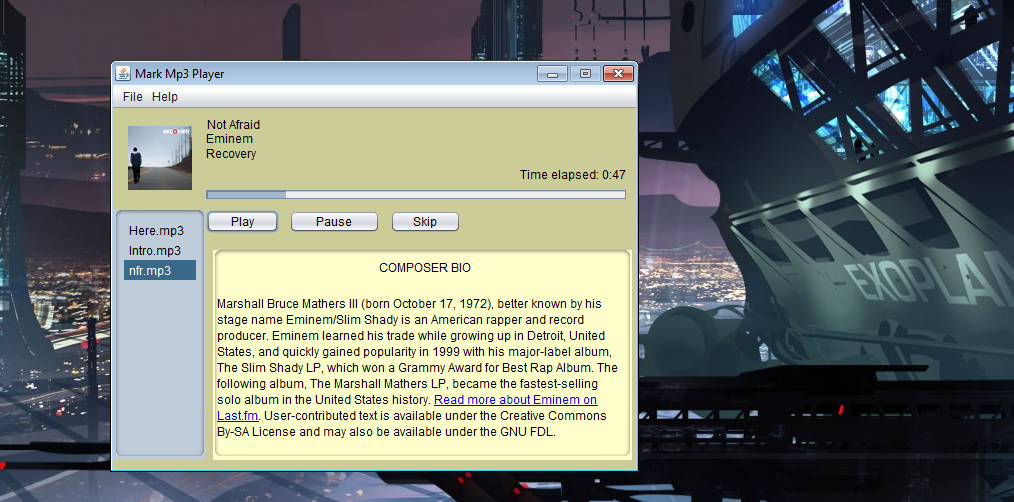 Mark Mp3 Player
File Help
RECOVERY
Not Afraid
Eminem
Recovery
Time elapsed: 0:47
Play Pause Skip
Here.mp3
Intro.mp3
nfr.mp3
COMPOSER BIO
Marshall Bruce Mathers III (born October 17, 1972), better known by his
stage name Eminem/Slim Shady is an American rapper and record
producer. Eminem learned his trade while growing up in Detroit, United
States, and quickly gained popularity in 1999 with his major-label album,
The Slim Shady LP, which won a Grammy Award for Best Rap Album. The
following album, The Marshall Mathers LP, became the fastest-selling
solo album in the United States history. Read more about Eminem on
Last.fm. User-contributed text is available under the Creative Commons
By-SA License and may also be available under the GNU FDL.
EXOPLAN